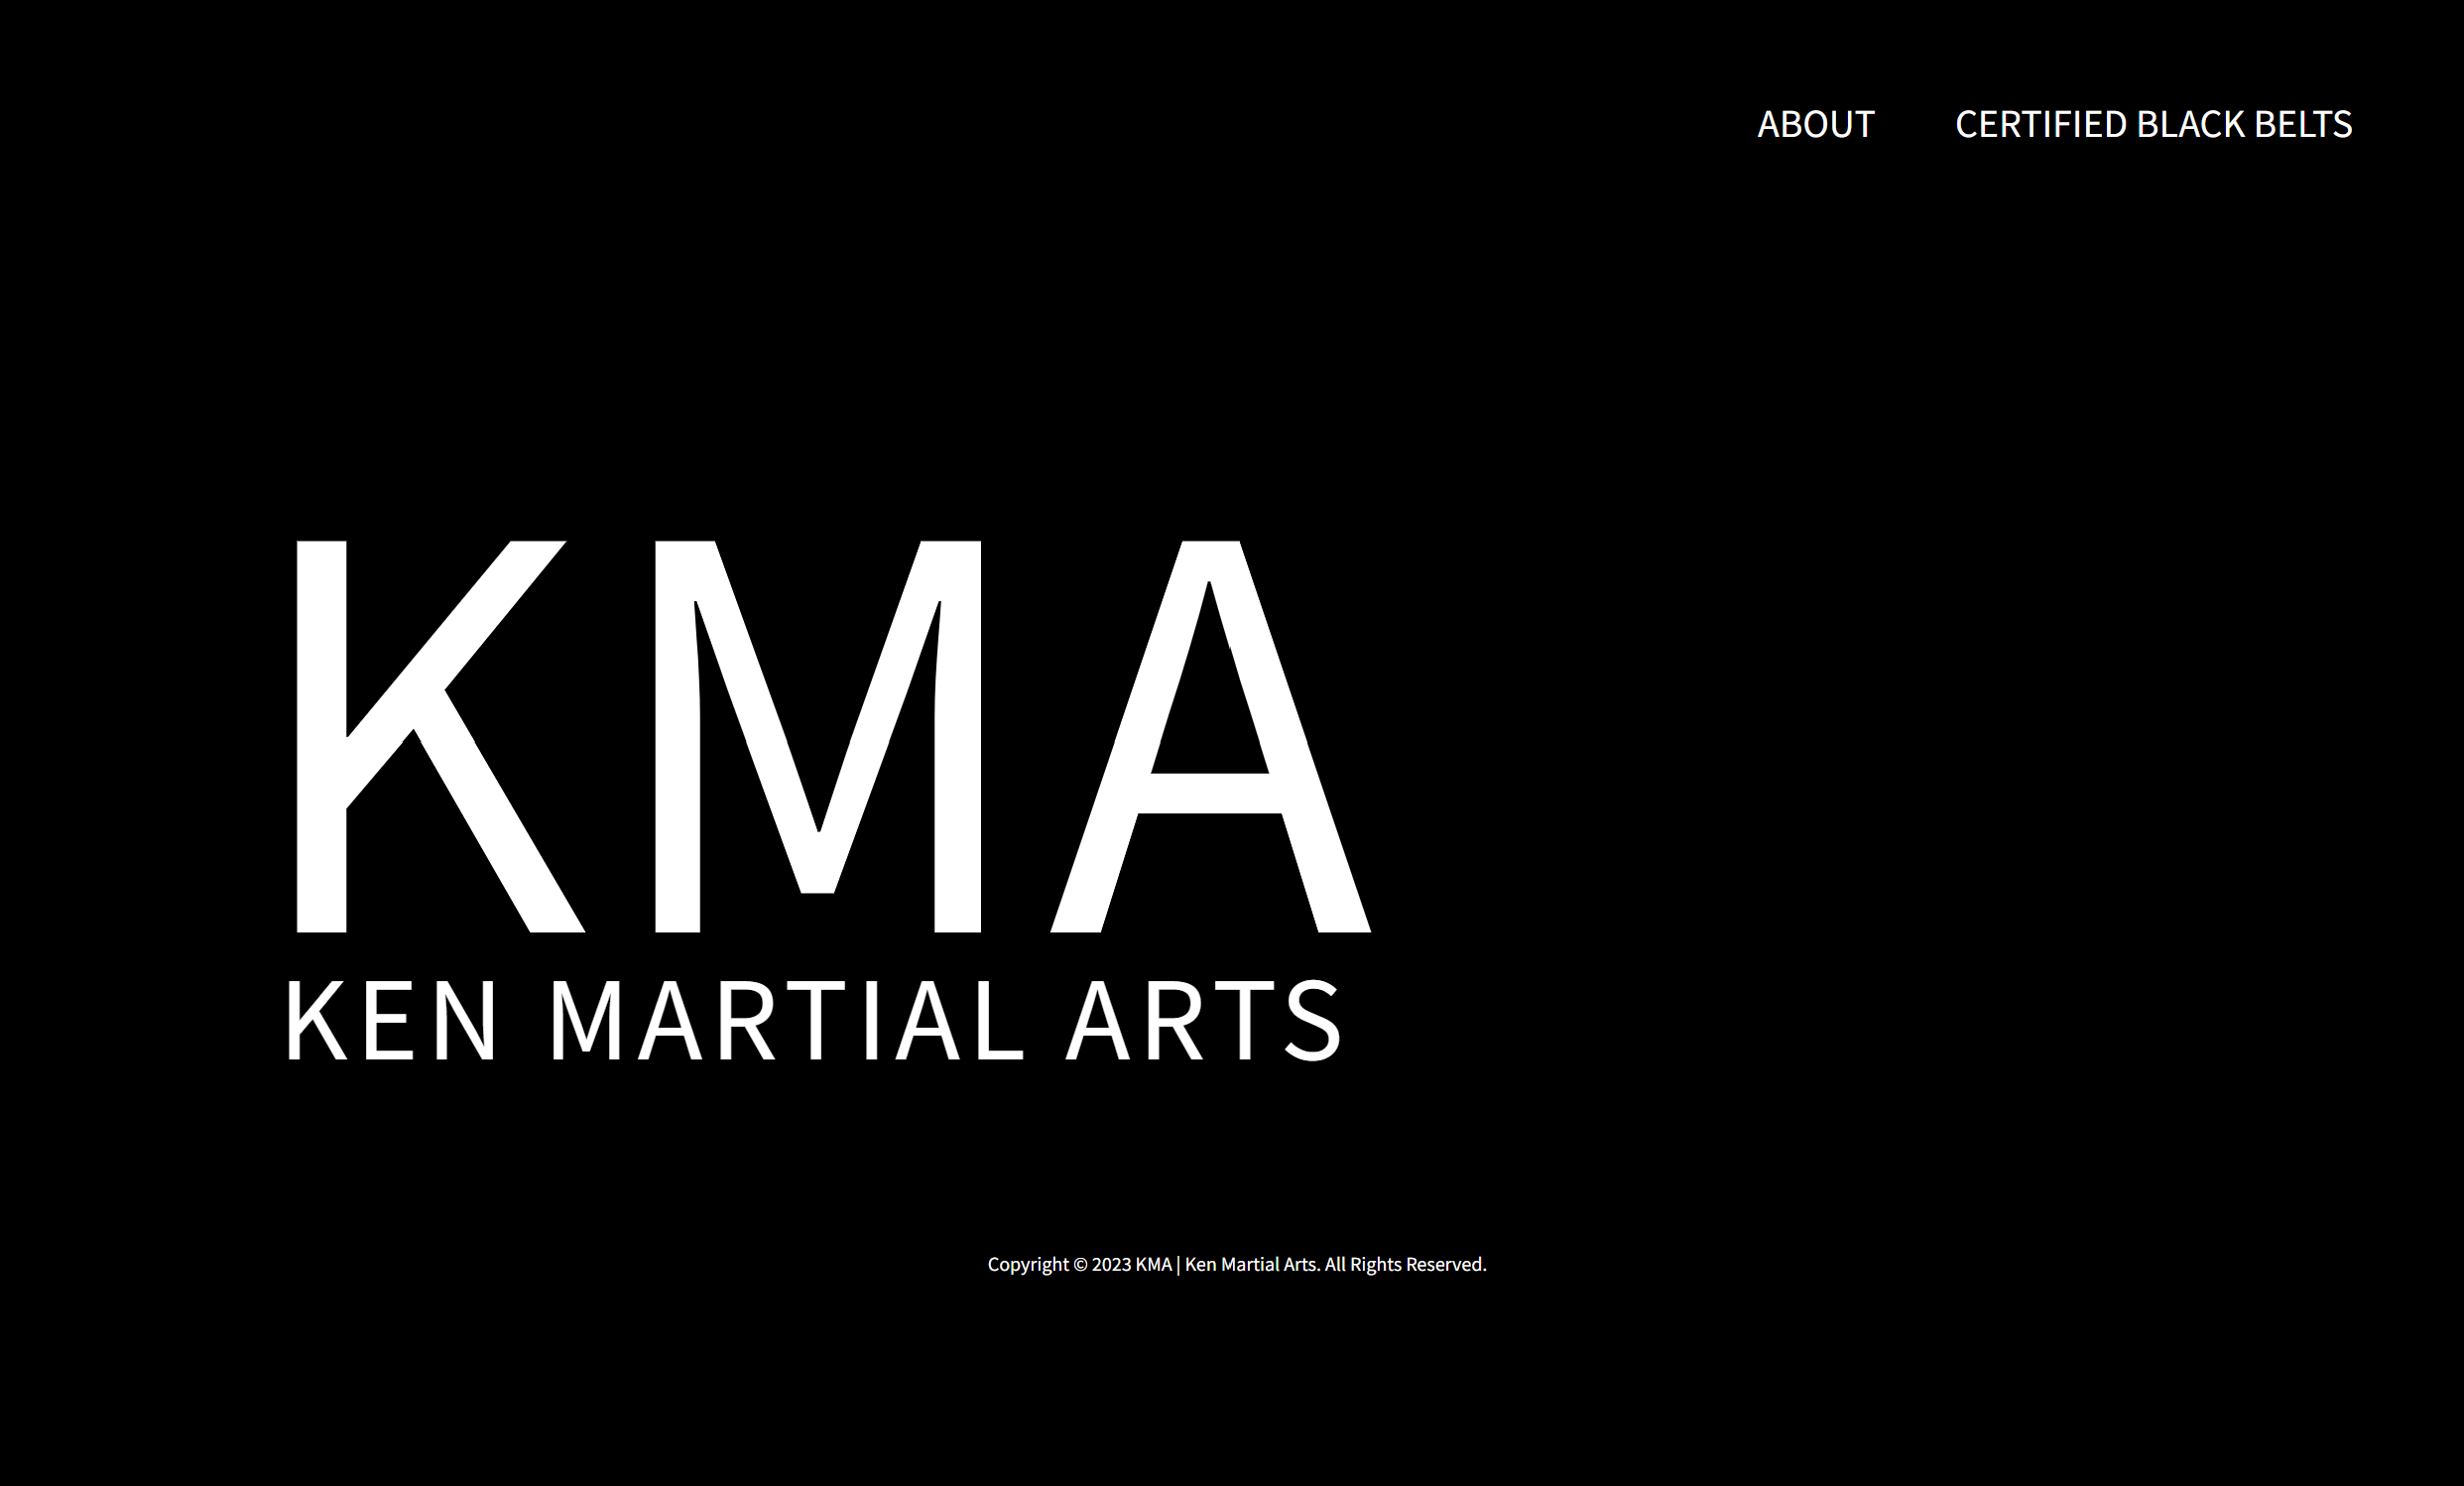 ABOUT CERTIFIED BLACK BELTS
KMA
KEN MARTIAL ARTS
Copyright © 2023 KMA | Ken Martial Arts. All Rights Reserved.